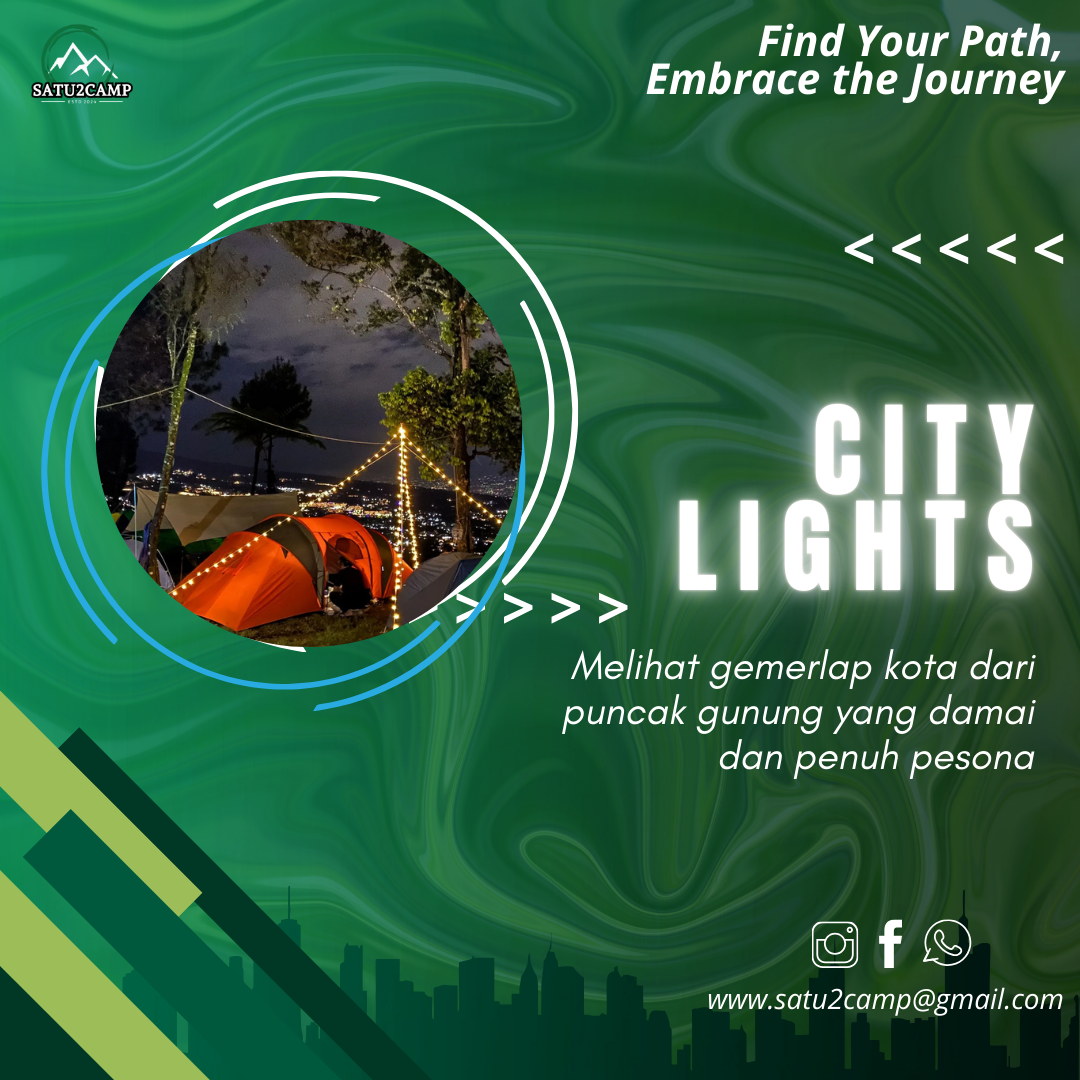 SATU2CAMP
ESTD 2024
Find Your Path,
Embrace the Journey
< < < < <
CITY
LIGHTS
> > > >
Melihat gemerlap kota dari
puncak gunung yang damai
dan penuh pesona
www.satu2camp@gmail.com